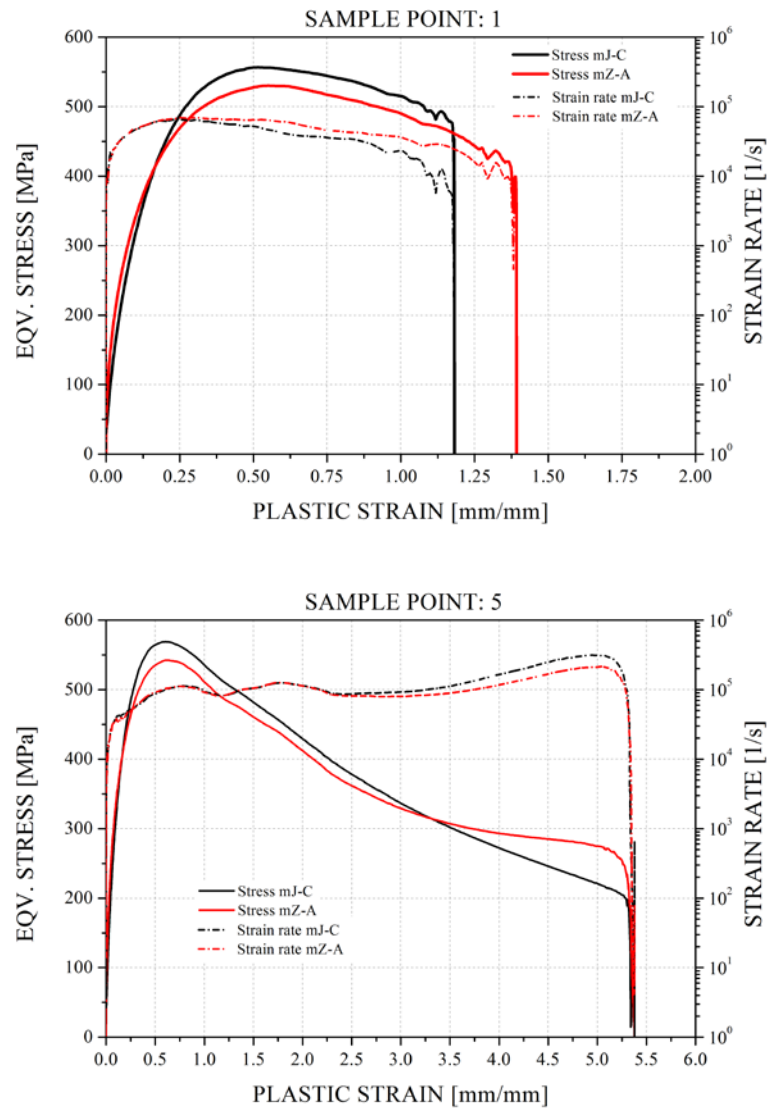 SAMPLE POINT: 1
600
500
400
300
200
100
0
EQV. STRESS [MPa]
Stress mJ-C
Stress mZ-A
Strain rate mJ-C
Strain rate mZ-A
10^6
10^5
10^4
10^3
10^2
10^1
10^0
STRAIN RATE [1/s]
0.00 0.25 0.50 0.75 1.00 1.25 1.50 1.75 2.00
PLASTIC STRAIN [mm/mm]
SAMPLE POINT: 5
600
500
400
300
200
100
0
EQV. STRESS [MPa]
Stress mJ-C
Stress mZ-A
Strain rate mJ-C
Strain rate mZ-A
10^6
10^5
10^4
10^3
10^2
10^1
10^0
STRAIN RATE [1/s]
0.0 0.5 1.0 1.5 2.0 2.5 3.0 3.5 4.0 4.5 5.0 5.5 6.0
PLASTIC STRAIN [mm/mm]